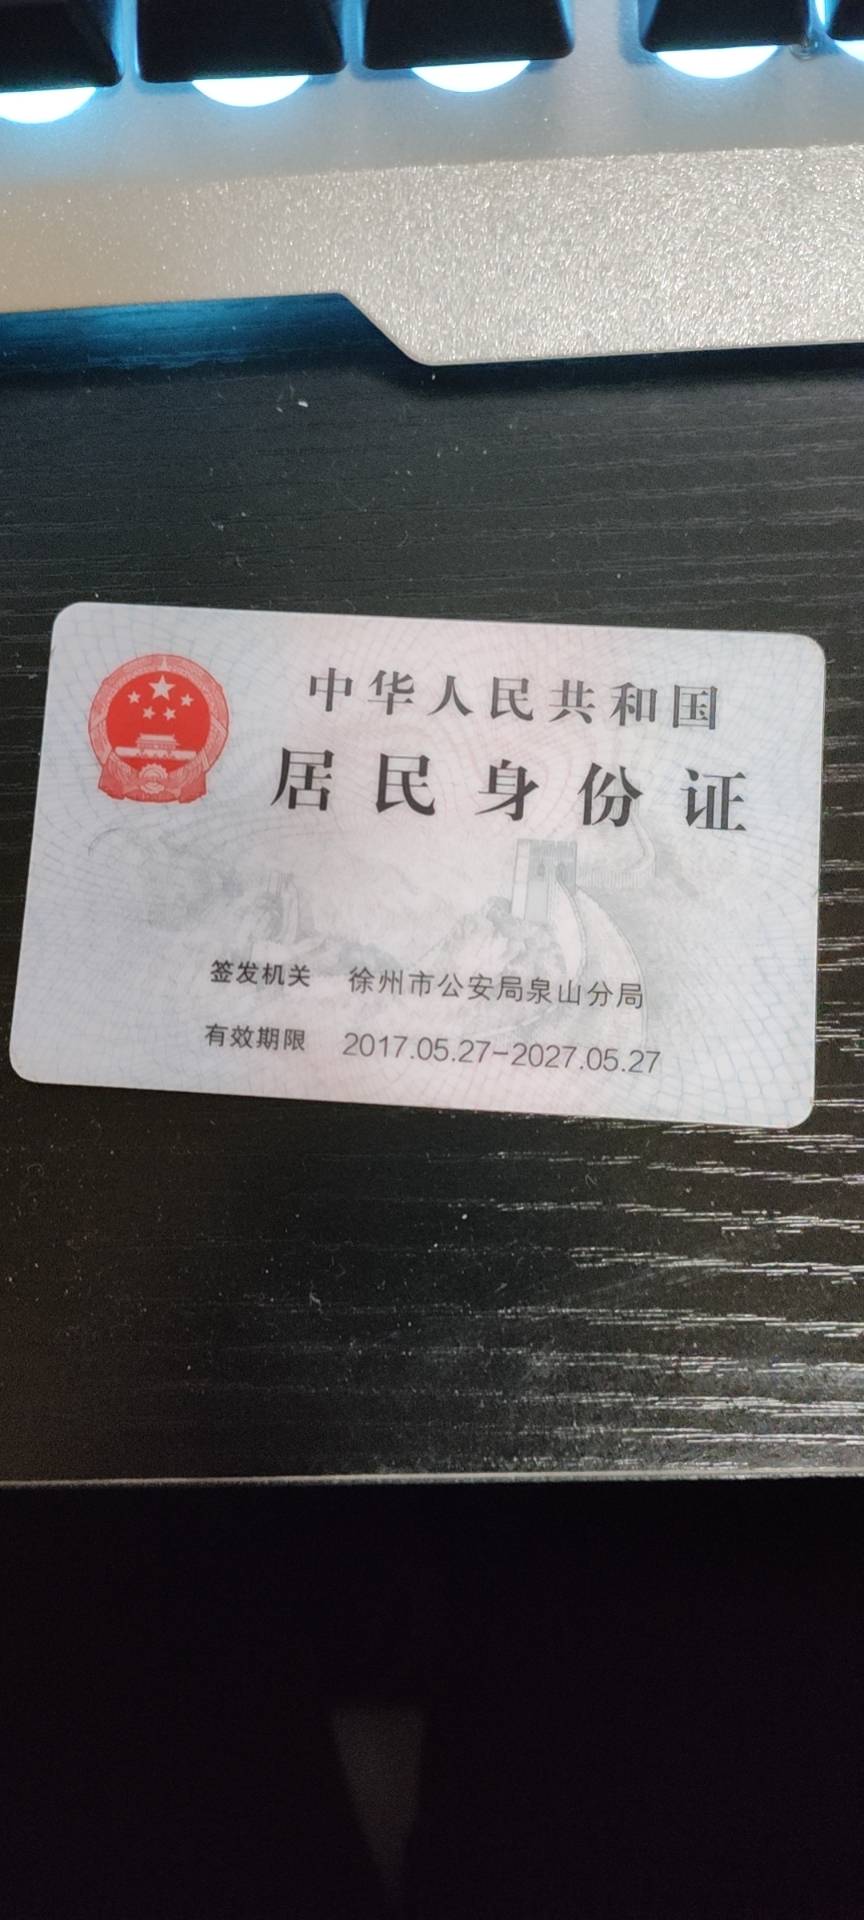 中华人民共和国
居民身份证
签发机关 徐州市公安局泉山分局
有效期限 2017.05.27-2027.05.27